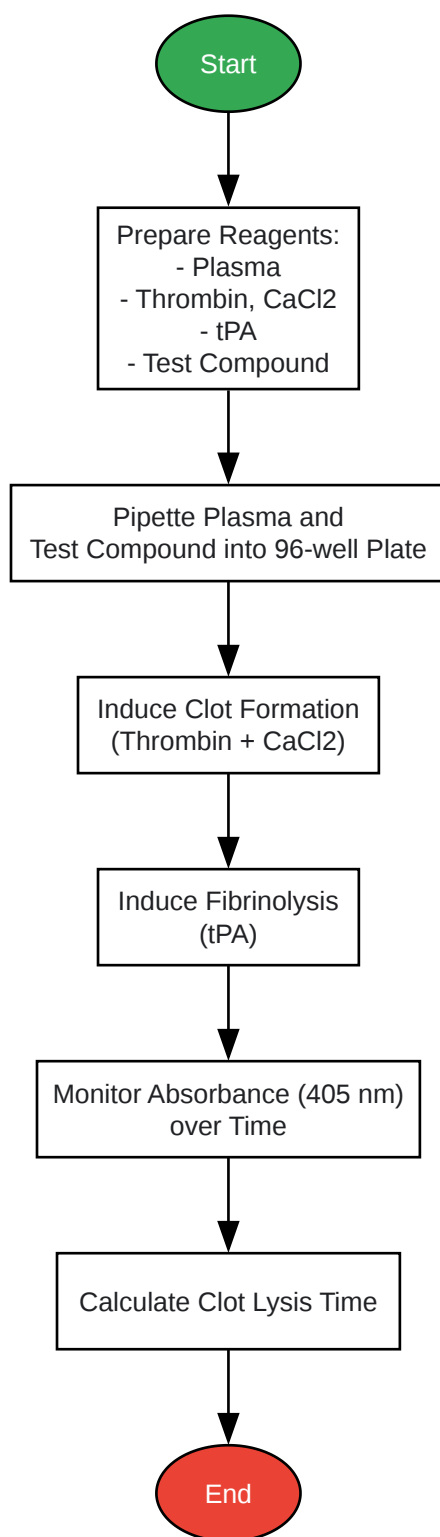 Start
Prepare Reagents:
- Plasma
- Thrombin, CaCl2
- tPA
- Test Compound
Pipette Plasma and
Test Compound into 96-well Plate
Induce Clot Formation
(Thrombin + CaCl2)
Induce Fibrinolysis
(tPA)
Monitor Absorbance (405 nm)
over Time
Calculate Clot Lysis Time
End